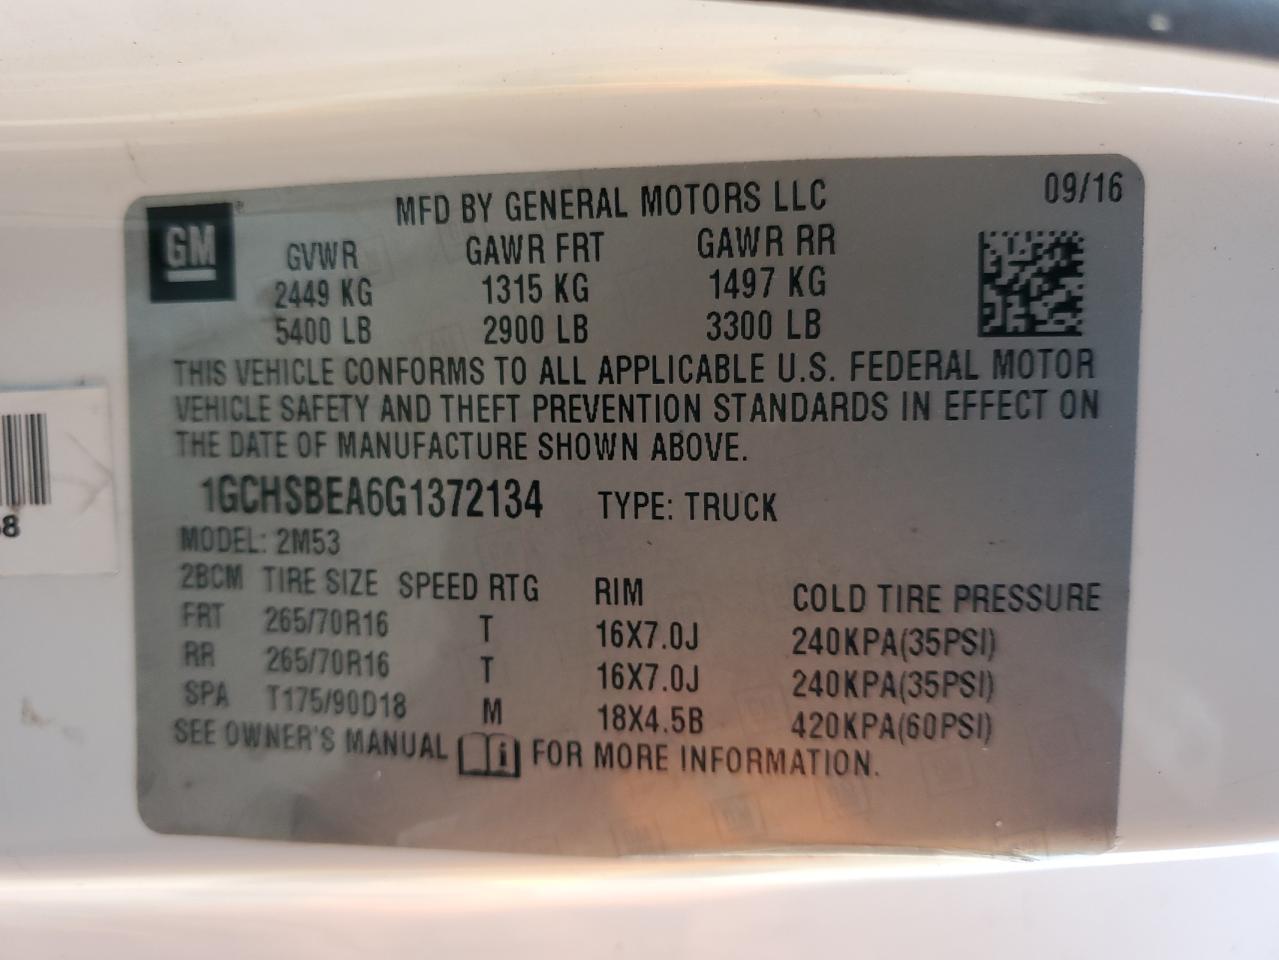 GM®
MFD BY GENERAL MOTORS LLC 09/16
GVWR GAWR FRT GAWR RR
2449 KG 1315 KG 1497 KG
5400 LB 2900 LB 3300 LB
THIS VEHICLE CONFORMS TO ALL APPLICABLE U.S. FEDERAL MOTOR
VEHICLE SAFETY AND THEFT PREVENTION STANDARDS IN EFFECT ON
THE DATE OF MANUFACTURE SHOWN ABOVE.
1GCHSBEA6G1372134 TYPE: TRUCK
MODEL: 2M53
2BCM TIRE SIZE SPEED RTG RIM COLD TIRE PRESSURE
FRT 265/70R16 T 16X7.0J 240KPA(35PSI)
RR 265/70R16 T 16X7.0J 240KPA(35PSI)
SPA T175/90D18 M 18X4.5B 420KPA(60PSI)
SEE OWNER'S MANUAL i FOR MORE INFORMATION.
8